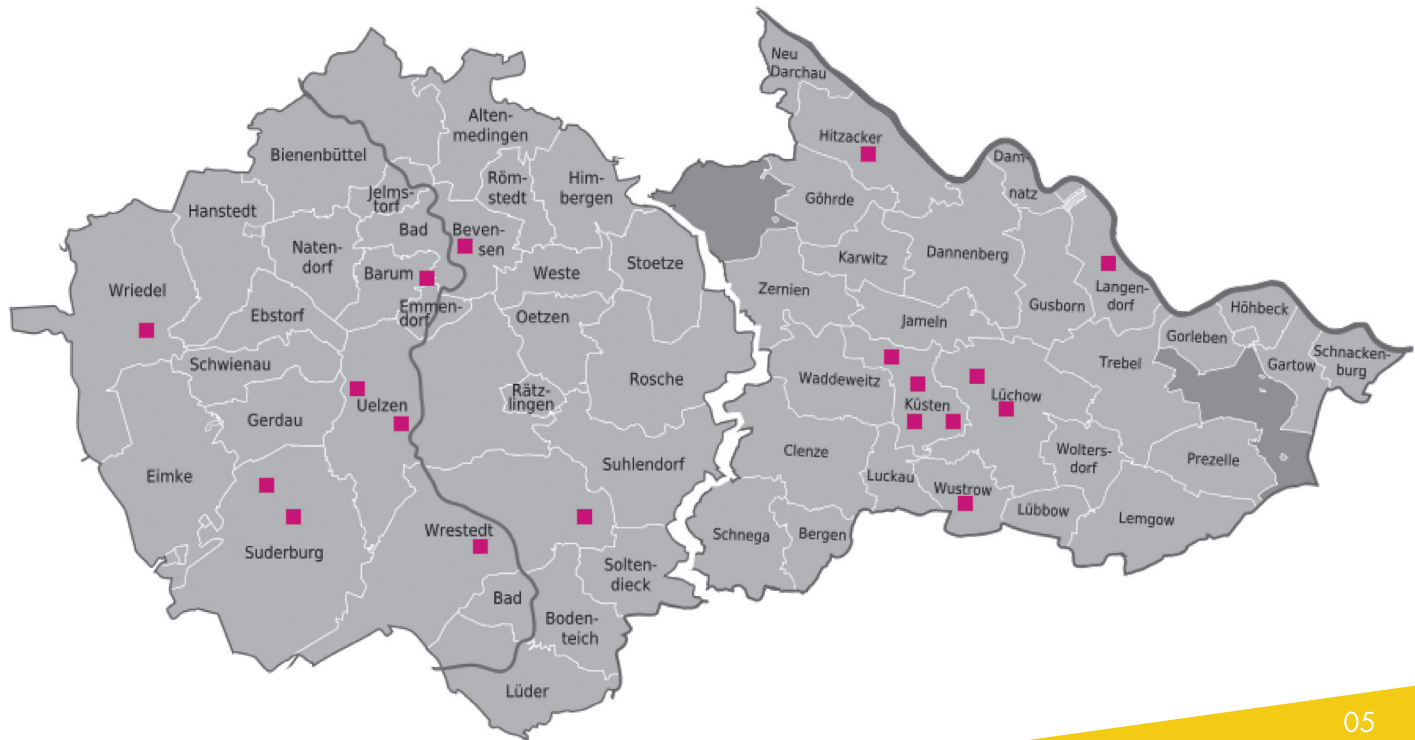 Neu
Darchau
Alten-
medingen
Hitzacker
Bienenbüttel
Dam-
natz
Röm-
stedt
Him-
bergen
Jelms-
torf
Göhrde
Hanstedt
Bad
Beven-
sen
Naten-
dorf
Dannenberg
Karwitz
Barum
Weste
Stoetze
Wriedel
Zernien
Langen-
dorf
Emmen-
dorf
Gusborn
Höhbeck
Ebstorf
Oetzen
Jameln
Gorleben
Schnacken-
burg
Schwienau
Trebel
Gartow
Rosche
Waddeweitz
Rätz-
lingen
Lüchow
Uelzen
Küsten
Gerdau
Clenze
Wolters-
dorf
Prezelle
Suhlendorf
Eimke
Luckau
Wustrow
Lübbow
Lemgow
Wrestedt
Schnega
Bergen
Suderburg
Solten-
dieck
Bad
Boden-
teich
Lüder
05